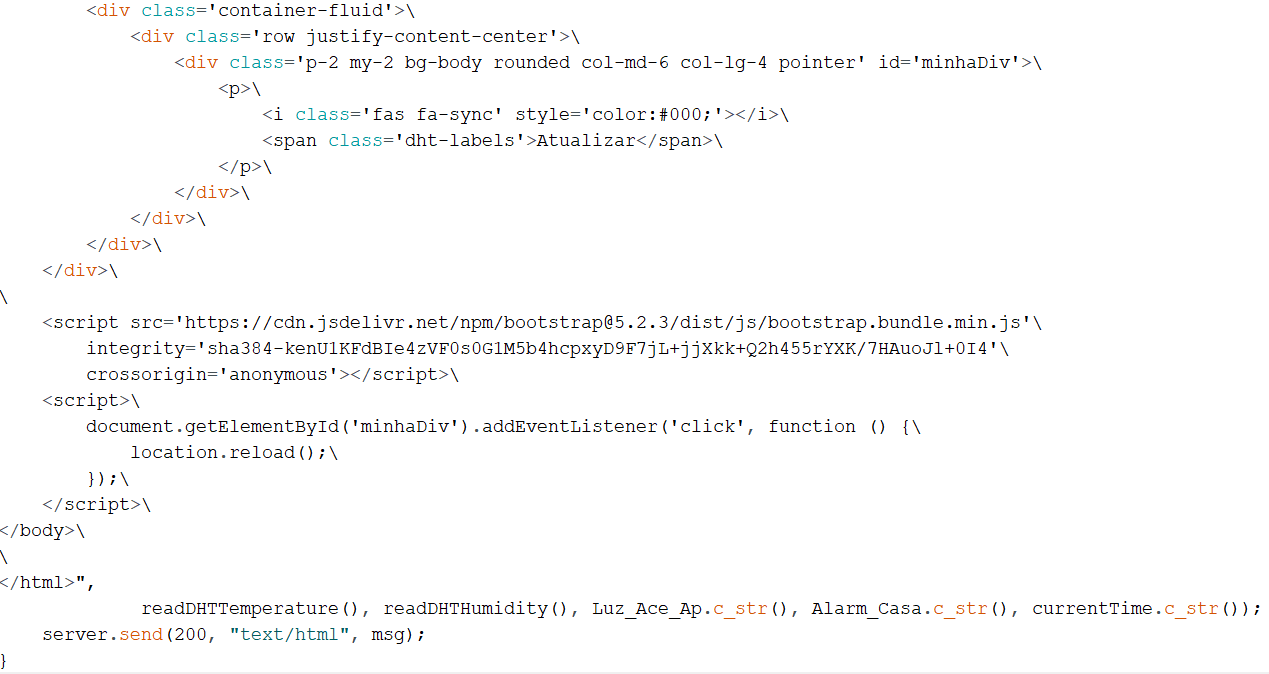 <div class='container-fluid'>\
<div class='row justify-content-center'>\
<div class='p-2 my-2 bg-body rounded col-md-6 col-lg-4 pointer' id='minhaDiv'>\
<p>\
<i class='fas fa-sync' style='color:#000;'></i>\
<span class='dht-labels'>Atualizar</span>\
</p>\
</div>\
</div>\
</div>\
</div>\
\
<script src='https://cdn.jsdelivr.net/npm/bootstrap@5.2.3/dist/js/bootstrap.bundle.min.js'\
integrity='sha384-kenU1KFdBIe4zVF0s0G1M5b4hcpxyD9F7jL+jjXkk+Q2h455rYXK/7HAuoJl+0I4'\
crossorigin='anonymous'></script>\
<script>\
document.getElementById('minhaDiv').addEventListener('click', function () {\
location.reload();\
});\
</script>\
</body>\
\
</html>",
readDHTTemperature(), readDHTHumidity(), Luz_Ace_Ap.c_str(), Alarm_Casa.c_str(), currentTime.c_str());
server.send(200, "text/html", msg);
}